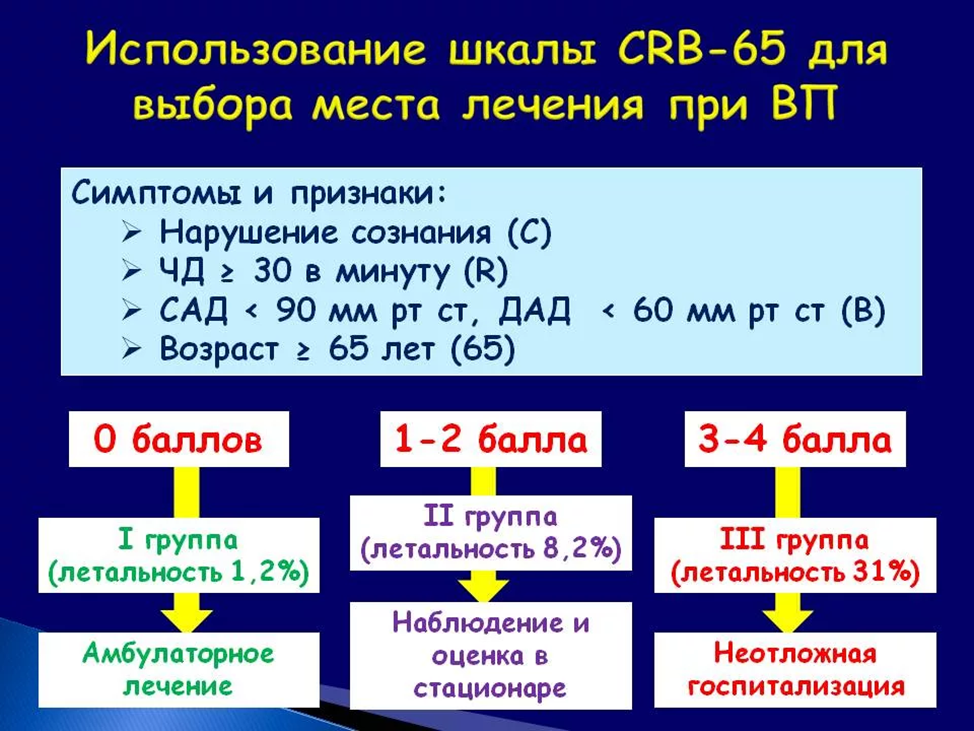 Использование шкалы CRB-65 для
выбора места лечения при ВП
Симптомы и признаки:
➢ Нарушение сознания (C)
➢ ЧД ≥ 30 в минуту (R)
➢ САД < 90 мм рт ст, ДАД < 60 мм рт ст (B)
➢ Возраст ≥ 65 лет (65)
0 баллов
I группа
(летальность 1,2%)
Амбулаторное
лечение
1-2 балла
II группа
(летальность 8,2%)
Наблюдение и
оценка в
стационаре
3-4 балла
III группа
(летальность 31%)
Неотложная
госпитализация